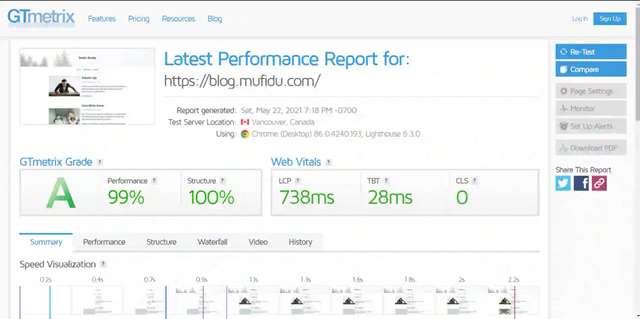 GTmetrix Features Pricing Resources Blog Log In Sign Up
Latest Performance Report for:
https://blog.mufidu.com/
Report generated: Sat, May 22, 2021 7:18 PM -0700
Test Server Location: Vancouver, Canada
Using: Chrome (Desktop) 86.0.4240.193, Lighthouse 6.3.0
Re-Test
Compare
Page Settings
Monitor
Set Up Alerts
Download PDF
Share This Report
GTmetrix Grade ?
A
Performance ?
99%
Structure ?
100%
Web Vitals ?
LCP ?
738ms
TBT ?
28ms
CLS ?
0
Summary Performance Structure Waterfall Video History
Speed Visualization ?
0.2s 0.4s 0.7s 0.9s 1.1s 1.3s 1.6s 1.8s 2s 2.2s